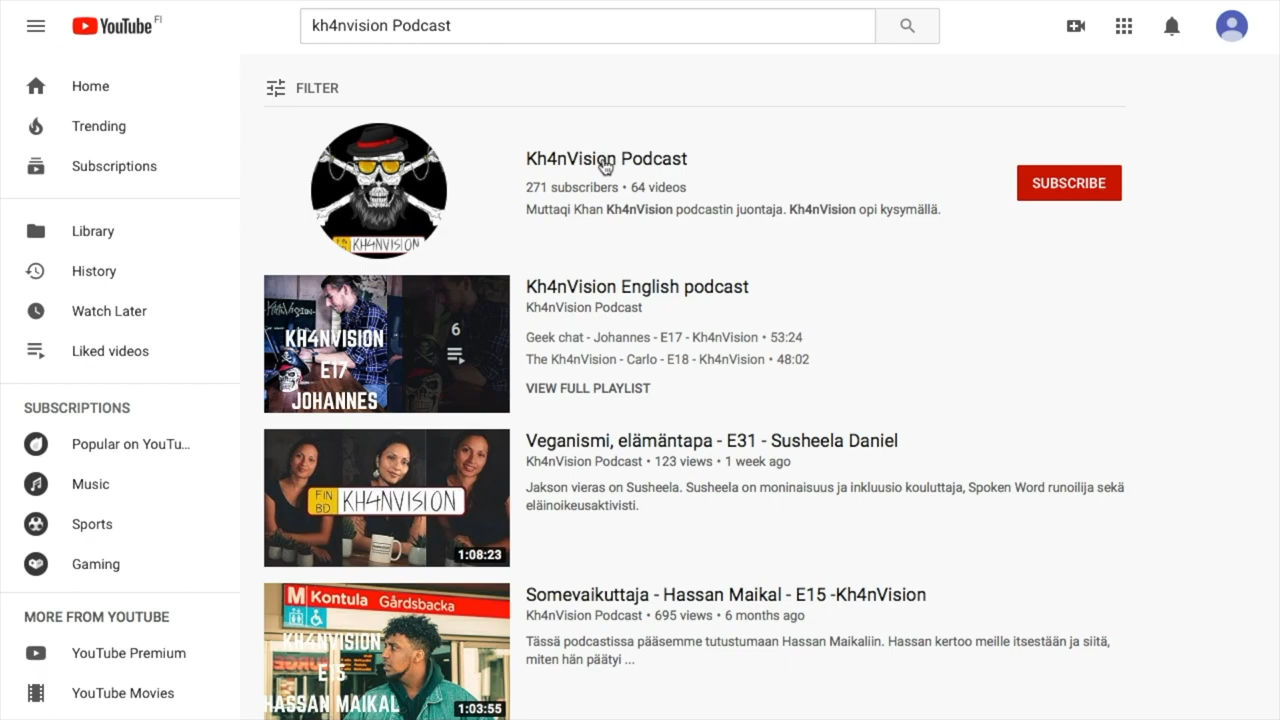 YouTube FI
kh4nvision Podcast
Home
Trending
Subscriptions
Library
History
Watch Later
Liked videos
SUBSCRIPTIONS
Popular on YouTu...
Music
Sports
Gaming
MORE FROM YOUTUBE
YouTube Premium
YouTube Movies
FILTER
KH4NVISION
Kh4nVision Podcast
271 subscribers • 64 videos
Muttaqi Khan Kh4nVision podcastin juontaja. Kh4nVision opi kysymällä.
SUBSCRIBE
KH4NVISION
E17
JOHANNES
6
Kh4nVision English podcast
Kh4nVision Podcast
Geek chat - Johannes - E17 - Kh4nVision • 53:24
The Kh4nVision - Carlo - E18 - Kh4nVision • 48:02
VIEW FULL PLAYLIST
FIN
BD
KH4NVISION
1:08:23
Veganismi, elämäntapa - E31 - Susheela Daniel
Kh4nVision Podcast • 123 views • 1 week ago
Jakson vieras on Susheela. Susheela on moninaisuus ja inkluusio kouluttaja, Spoken Word runoilija sekä
eläinoikeusaktivisti.
M Kontula Gårdsbacka
KH4NVISION
E15
HASSAN MAIKAL
1:03:55
Somevaikuttaja - Hassan Maikal - E15 -Kh4nVision
Kh4nVision Podcast • 695 views • 6 months ago
Tässä podcastissa pääsemme tutustumaan Hassan Maikaliin. Hassan kertoo meille itsestään ja siitä,
miten hän päätyi ...